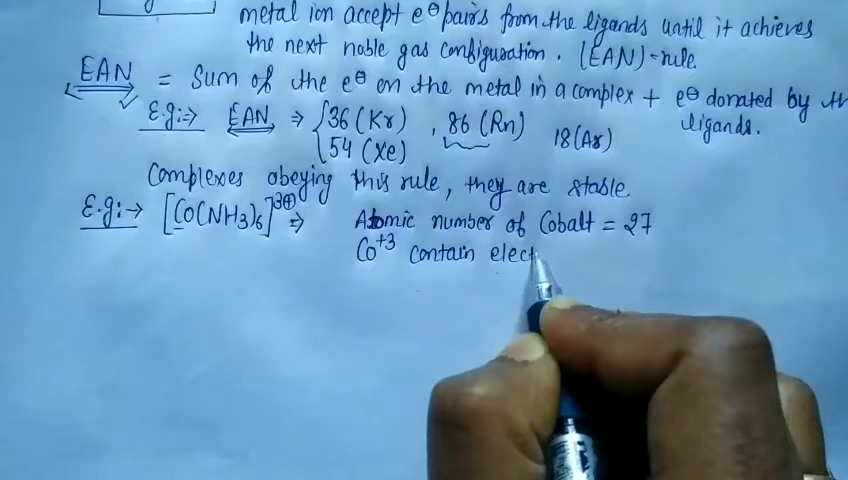 metal ion accept e⊖ pairs from the ligands until it achieves
the next noble gas configuration. (EAN)-rule
EAN = Sum of the e⊖ on the metal in a complex + e⊖ donated by
ligands.
E.g:⇒ EAN ⇒ {36 (Kr), 86 (Rn) 18 (Ar)
54 (Xe)
Complexes obeying this rule, they are stable.
E.g:→ [Co(NH3)6]3⊕ ⇒ Atomic number of Cobalt = 27
Co+3 contain elect